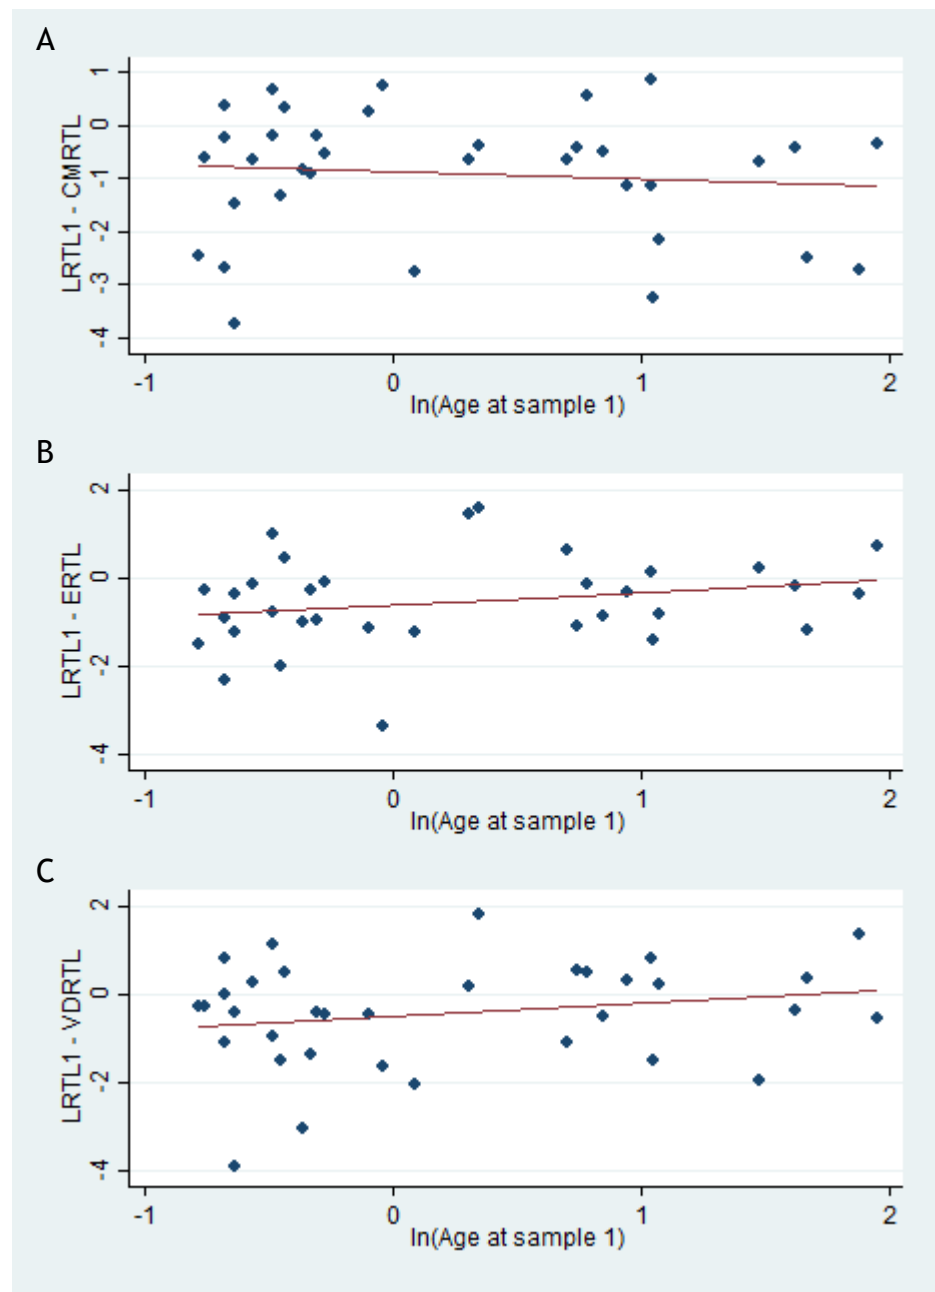 A
LRTL1 - CMRTL
1
0
-1
-2
-3
-4
-1
0
1
2
ln(Age at sample 1)
B
LRTL1 - ERTL
2
0
-2
-4
-1
0
1
2
ln(Age at sample 1)
C
LRTL1 - VDRTL
2
0
-2
-4
-1
0
1
2
ln(Age at sample 1)